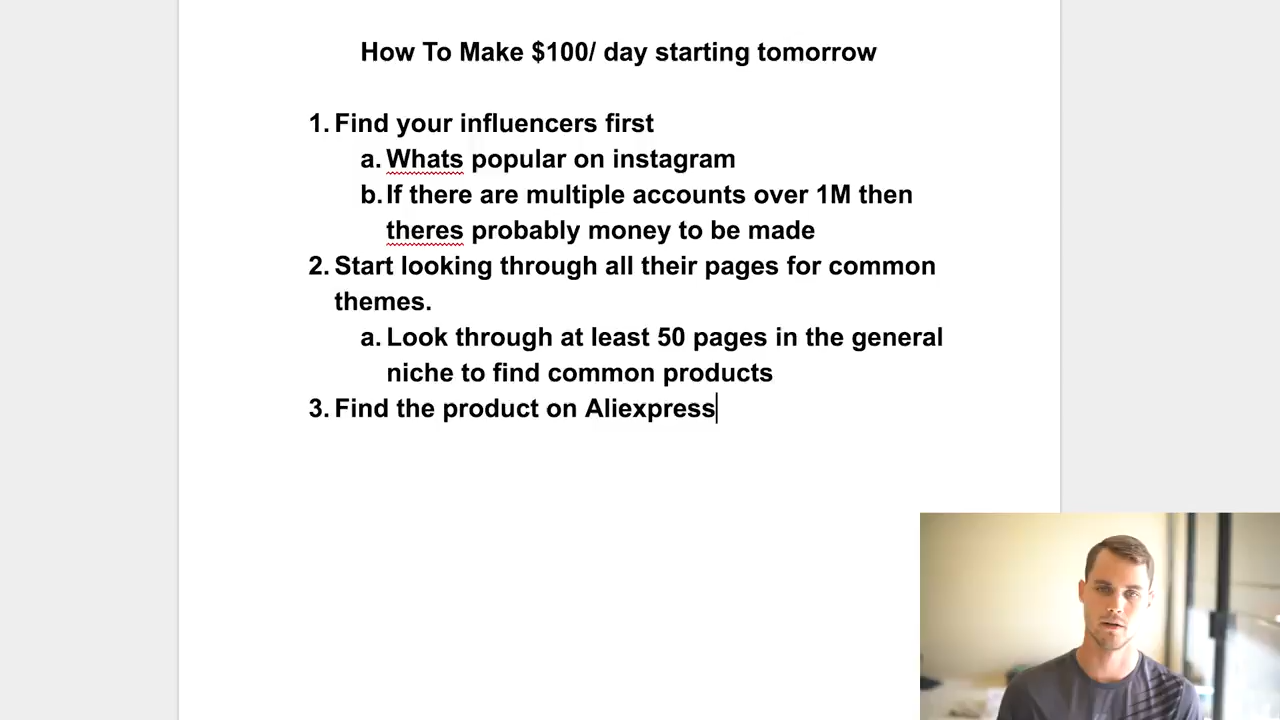 How To Make $100/ day starting tomorrow
1. Find your influencers first
a. Whats popular on instagram
b. If there are multiple accounts over 1M then
theres probably money to be made
2. Start looking through all their pages for common
themes.
a. Look through at least 50 pages in the general
niche to find common products
3. Find the product on Aliexpress